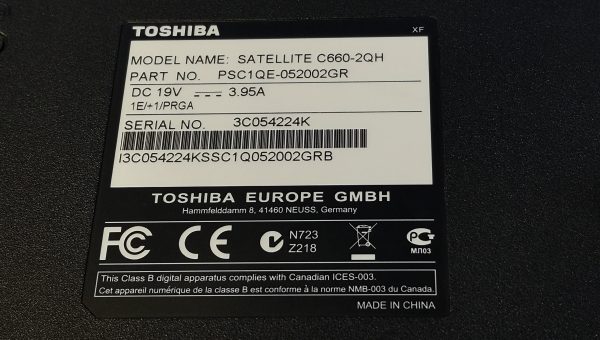 TOSHIBA
XF
MODEL NAME: SATELLITE C660-2QH
PART NO. PSC1QE-052002GR
DC 19V 3.95A
1E/+1/PRGA
SERIAL NO. 3C054224K
I3C054224KSSC1Q052002GRB
TOSHIBA EUROPE GMBH
Hammfelddamm 8, 41460 NEUSS, Germany
FC CE N723
Z218
PC
МЛ03
This Class B digital apparatus complies with Canadian ICES-003.
Cet appareil numérique de la classe B est conforme à la norme NMB-003 du Canada.
MADE IN CHINA